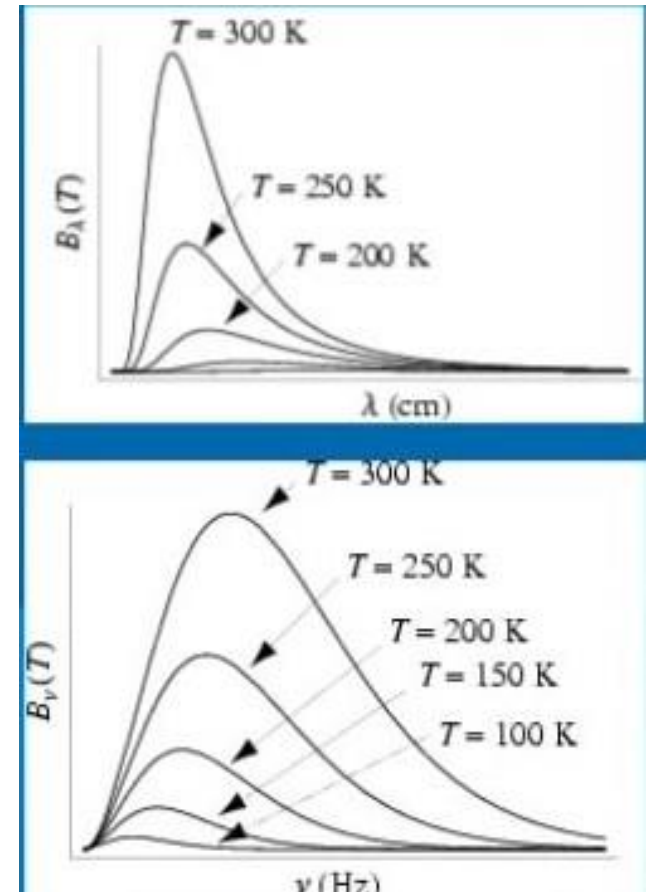 T = 300 K
T = 250 K
T = 200 K
B_λ(T)
λ (cm)
T = 300 K
T = 250 K
T = 200 K
T = 150 K
T = 100 K
B_ν(T)
ν (Hz)